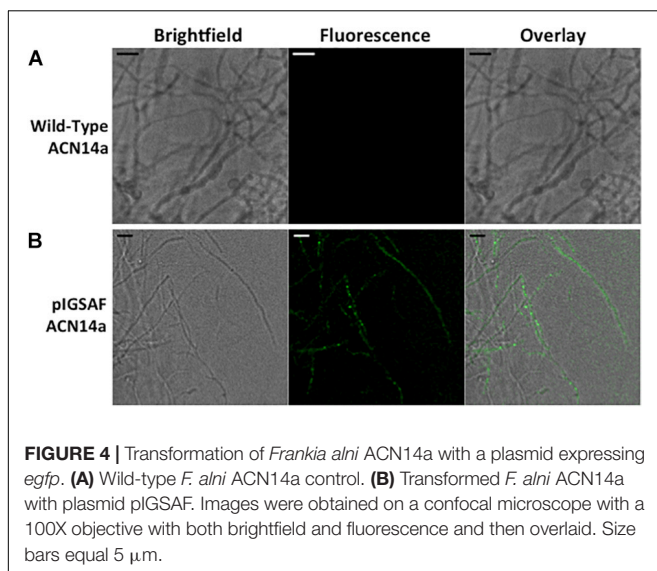 Brightfield Fluorescence Overlay
A
Wild-Type
ACN14a
B
pIGSAF
ACN14a
FIGURE 4 | Transformation of Frankia alni ACN14a with a plasmid expressing
egfp. (A) Wild-type F. alni ACN14a control. (B) Transformed F. alni ACN14a
with plasmid pIGSAF. Images were obtained on a confocal microscope with a
100X objective with both brightfield and fluorescence and then overlaid. Size
bars equal 5 μm.